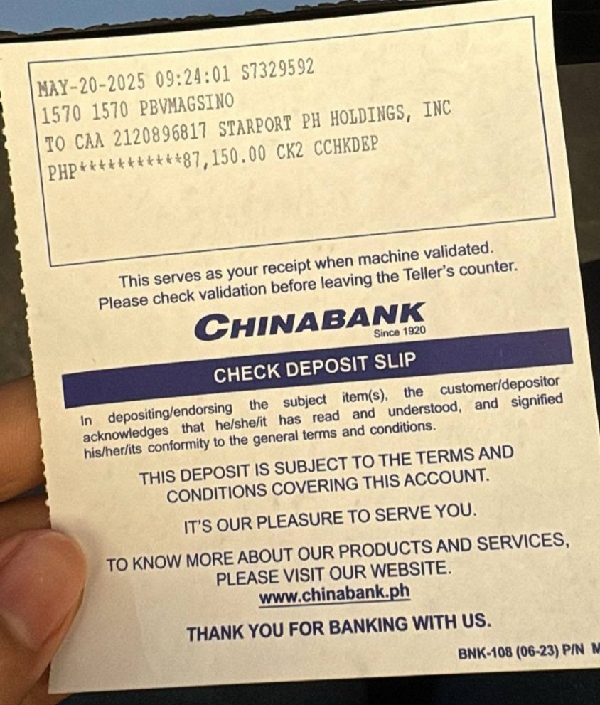 MAY-20-2025 09:24:01 S7329592
1570 1570 PBVMAGSINO
TO CAA 2120896817 STARPORT PH HOLDINGS, INC
PHP***********87,150.00 CK2 CCHKDEP
This serves as your receipt when machine validated.
Please check validation before leaving the Teller's counter.
CHINABANK
Since 1920
CHECK DEPOSIT SLIP
In depositing/endorsing the subject item(s), the customer/depositor
acknowledges that he/she/it has read and understood, and signified
his/her/its conformity to the general terms and conditions.
THIS DEPOSIT IS SUBJECT TO THE TERMS AND
CONDITIONS COVERING THIS ACCOUNT.
IT'S OUR PLEASURE TO SERVE YOU.
TO KNOW MORE ABOUT OUR PRODUCTS AND SERVICES,
PLEASE VISIT OUR WEBSITE.
www.chinabank.ph
THANK YOU FOR BANKING WITH US.
BNK-108 (06-23) P/N M